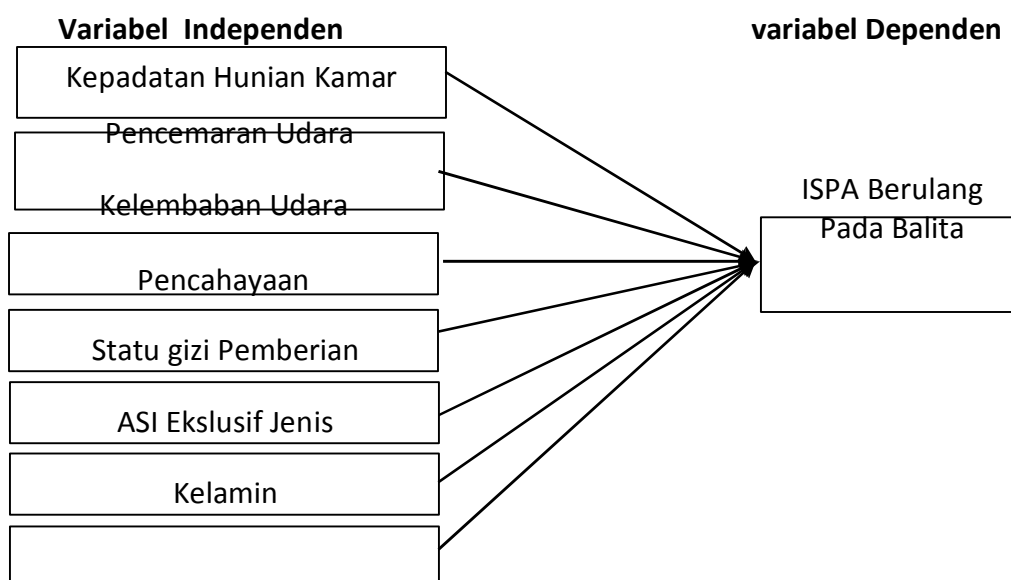 Variabel Independen
variabel Dependen
Kepadatan Hunian Kamar
Pencemaran Udara
Kelembaban Udara
Pencahayaan
Statu gizi Pemberian
ASI Ekslusif Jenis
Kelamin
ISPA Berulang
Pada Balita